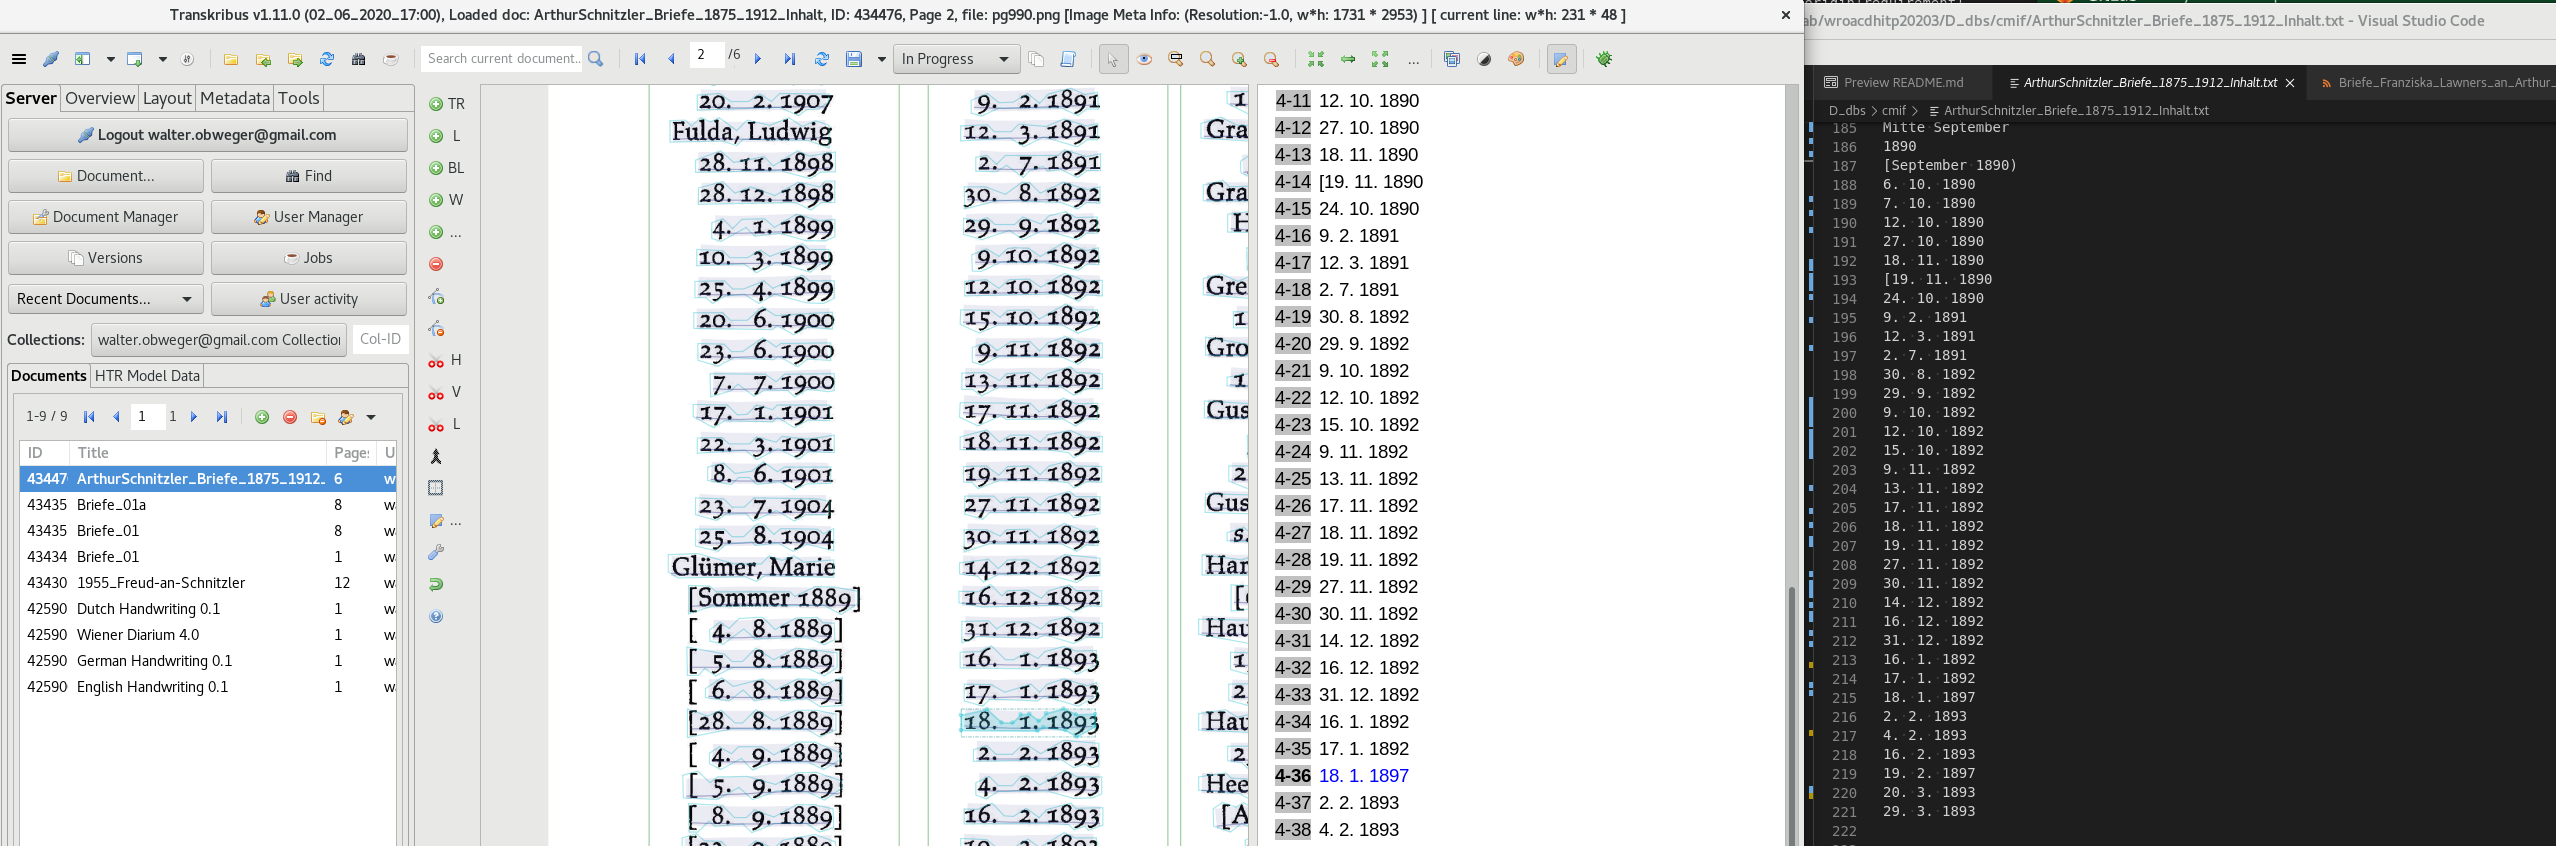 Transkribus v1.11.0 (02_06_2020_17:00), Loaded doc: ArthurSchnitzler_Briefe_1875_1912_Inhalt, ID: 434476, Page 2, file: pg990.png [Image Meta Info: (Resolution:-1.0, w*h: 1731 * 2953) ] [ current line: w*h: 231 * 48 ]
Search current document...
2 /6
In Progress
...
Server Overview Layout Metadata Tools
Logout walter.obweger@gmail.com
Document... Find
Document Manager User Manager
Versions Jobs
Recent Documents... User activity
Collections: walter.obweger@gmail.com Collectio Col-ID
Documents HTR Model Data
1-9 / 9 1 1
ID Title Pages U
43447 ArthurSchnitzler_Briefe_1875_1912_ 6 w
43435 Briefe_01a 8 w
43435 Briefe_01 8 w
43434 Briefe_01 1 w
43430 1955_Freud-an-Schnitzler 12 w
42590 Dutch Handwriting 0.1 1 w
42590 Wiener Diarium 4.0 1 w
42590 German Handwriting 0.1 1 w
42590 English Handwriting 0.1 1 w
TR
L
BL
W
...
H
V
L
...
20. 2. 1907
Fulda, Ludwig
28. 11. 1898
28. 12. 1898
4. 1. 1899
10. 3. 1899
25. 4. 1899
20. 6. 1900
23. 6. 1900
7. 7. 1900
17. 1. 1901
22. 3. 1901
8. 6. 1901
23. 7. 1904
25. 8. 1904
Glümer, Marie
[Sommer 1889]
[ 4. 8. 1889]
[ 5. 8. 1889]
[ 6. 8. 1889]
[28. 8. 1889]
[ 4. 9. 1889]
[ 5. 9. 1889]
[ 8. 9. 1889]
9. 2. 1891
12. 3. 1891
2. 7. 1891
30. 8. 1892
29. 9. 1892
9. 10. 1892
12. 10. 1892
15. 10. 1892
9. 11. 1892
13. 11. 1892
17. 11. 1892
18. 11. 1892
19. 11. 1892
27. 11. 1892
30. 11. 1892
14. 12. 1892
16. 12. 1892
31. 12. 1892
16. 1. 1893
17. 1. 1893
18. 1. 1893
2. 2. 1893
4. 2. 1893
16. 2. 1893
1
Gra
Gra
H
Gre
1
Gro
1
Gus
2
Gus
s.
Har
[
Hau
1
2
Hau
2
Hee
[A
4-11 12. 10. 1890
4-12 27. 10. 1890
4-13 18. 11. 1890
4-14 [19. 11. 1890
4-15 24. 10. 1890
4-16 9. 2. 1891
4-17 12. 3. 1891
4-18 2. 7. 1891
4-19 30. 8. 1892
4-20 29. 9. 1892
4-21 9. 10. 1892
4-22 12. 10. 1892
4-23 15. 10. 1892
4-24 9. 11. 1892
4-25 13. 11. 1892
4-26 17. 11. 1892
4-27 18. 11. 1892
4-28 19. 11. 1892
4-29 27. 11. 1892
4-30 30. 11. 1892
4-31 14. 12. 1892
4-32 16. 12. 1892
4-33 31. 12. 1892
4-34 16. 1. 1892
4-35 17. 1. 1892
4-36 18. 1. 1897
4-37 2. 2. 1893
4-38 4. 2. 1893
ab/wroacdhitp20203/D_dbs/cmif/ArthurSchnitzler_Briefe_1875_1912_Inhalt.txt - Visual Studio Code
Preview README.md ArthurSchnitzler_Briefe_1875_1912_Inhalt.txt Briefe_Franziska_Lawners_an_Arthur_
D_dbs > cmif > ArthurSchnitzler_Briefe_1875_1912_Inhalt.txt
185 Mitte September
186 1890
187 [September 1890)
188 6. 10. 1890
189 7. 10. 1890
190 12. 10. 1890
191 27. 10. 1890
192 18. 11. 1890
193 [19. 11. 1890
194 24. 10. 1890
195 9. 2. 1891
196 12. 3. 1891
197 2. 7. 1891
198 30. 8. 1892
199 29. 9. 1892
200 9. 10. 1892
201 12. 10. 1892
202 15. 10. 1892
203 9. 11. 1892
204 13. 11. 1892
205 17. 11. 1892
206 18. 11. 1892
207 19. 11. 1892
208 27. 11. 1892
209 30. 11. 1892
210 14. 12. 1892
211 16. 12. 1892
212 31. 12. 1892
213 16. 1. 1892
214 17. 1. 1892
215 18. 1. 1897
216 2. 2. 1893
217 4. 2. 1893
218 16. 2. 1893
219 19. 2. 1897
220 20. 3. 1893
221 29. 3. 1893
222